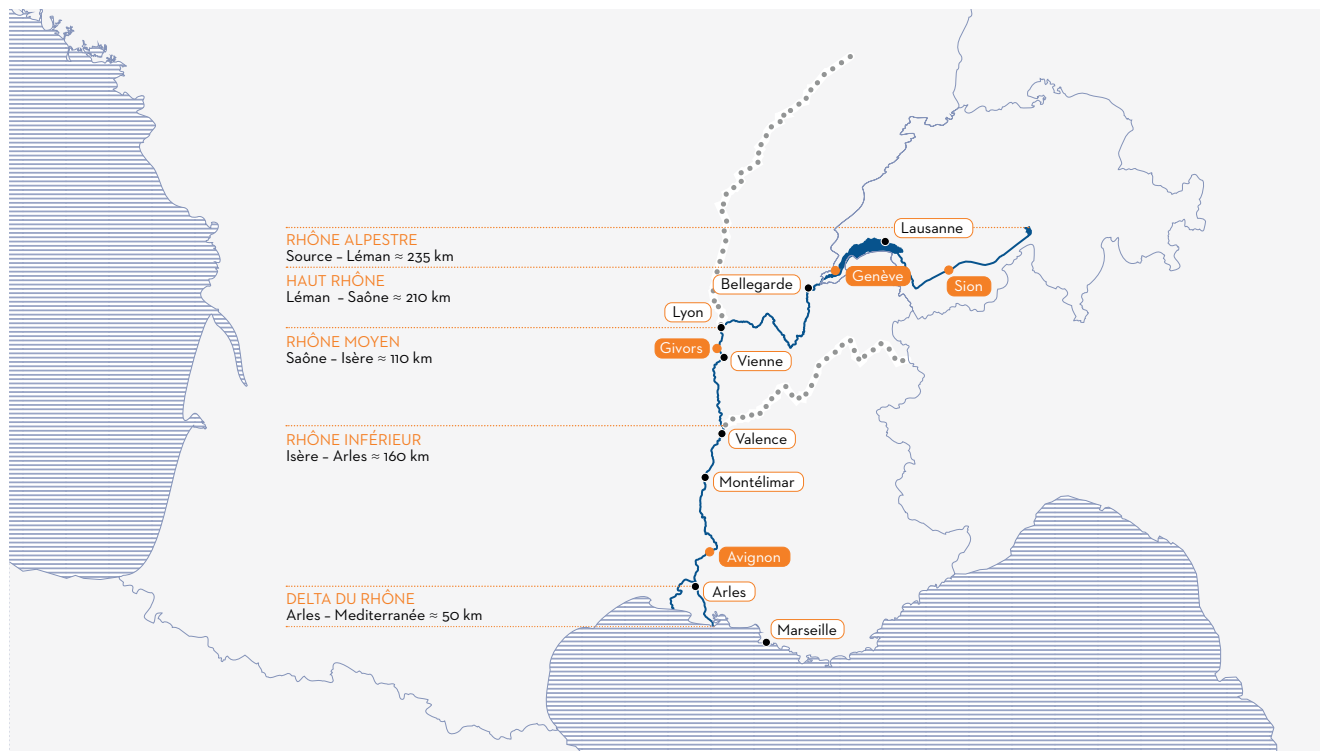 RHÔNE ALPESTRE
Source – Léman ≈ 235 km
HAUT RHÔNE
Léman – Saône ≈ 210 km
RHÔNE MOYEN
Saône – Isère ≈ 110 km
RHÔNE INFÉRIEUR
Isère – Arles ≈ 160 km
DELTA DU RHÔNE
Arles – Mediterranée ≈ 50 km
Lausanne
Genève
Sion
Bellegarde
Lyon
Givors
Vienne
Valence
Montélimar
Avignon
Arles
Marseille